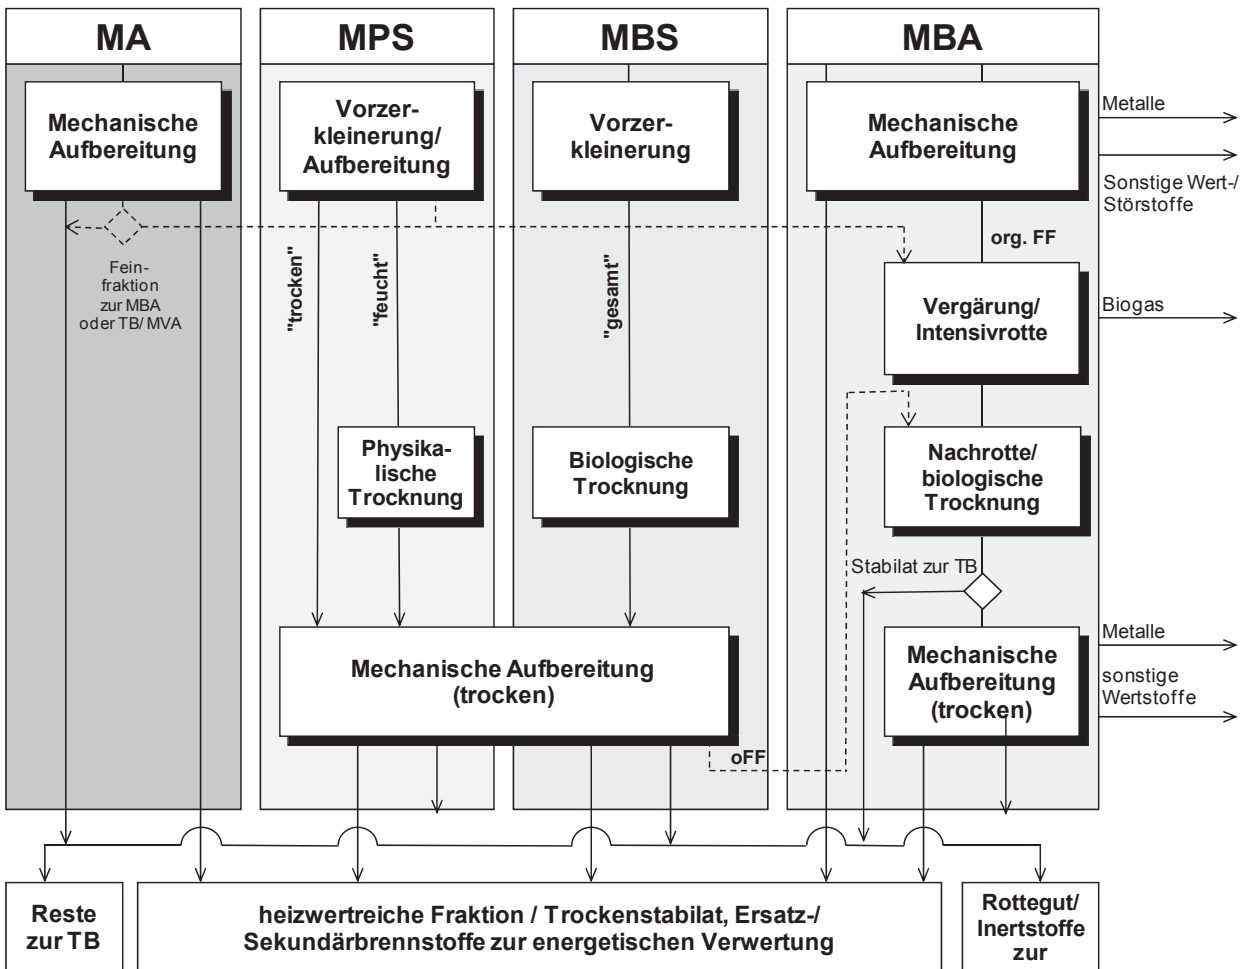 MA
MPS
MBS
MBA
Mechanische
Aufbereitung
Vorzer-
kleinerung/
Aufbereitung
Vorzer-
kleinerung
Mechanische
Aufbereitung
Metalle
Sonstige Wert-/
Störstoffe
Fein-
fraktion
zur MBA
oder TB/ MVA
"trocken"
"feucht"
"gesamt"
org. FF
Vergärung/
Intensivrotte
Biogas
Physika-
lische
Trocknung
Biologische
Trocknung
Nachrotte/
biologische
Trocknung
Stabilat zur TB
Mechanische Aufbereitung
(trocken)
Mechanische
Aufbereitung
(trocken)
Metalle
sonstige
Wertstoffe
oFF
Reste
zur TB
heizwertreiche Fraktion / Trockenstabilat, Ersatz-/
Sekundärbrennstoffe zur energetischen Verwertung
Rottegut/
Inertstoffe
zur